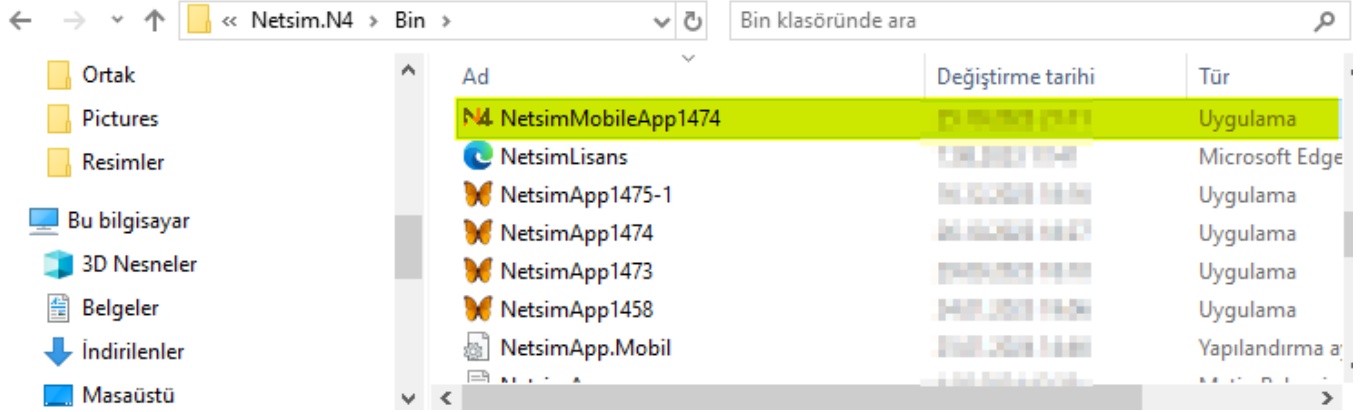 « Netsim.N4 > Bin >
Bin klasöründe ara
Ortak
Pictures
Resimler
Bu bilgisayar
3D Nesneler
Belgeler
İndirilenler
Masaüstü
Ad Değiştirme tarihi Tür
N4 NetsimMobileApp1474 Uygulama
NetsimLisans Microsoft Edge
NetsimApp1475-1 Uygulama
NetsimApp1474 Uygulama
NetsimApp1473 Uygulama
NetsimApp1458 Uygulama
NetsimApp.Mobil Yapılandırma